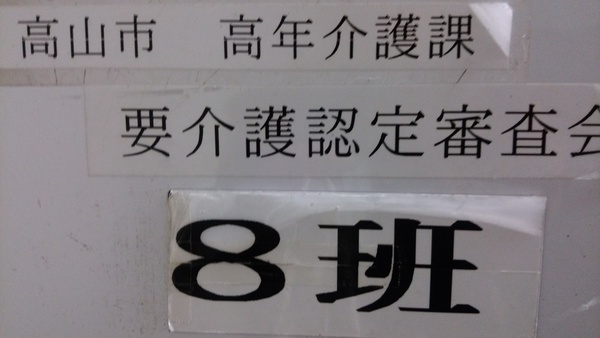 高山市　高年介護課
要介護認定審査会
8班